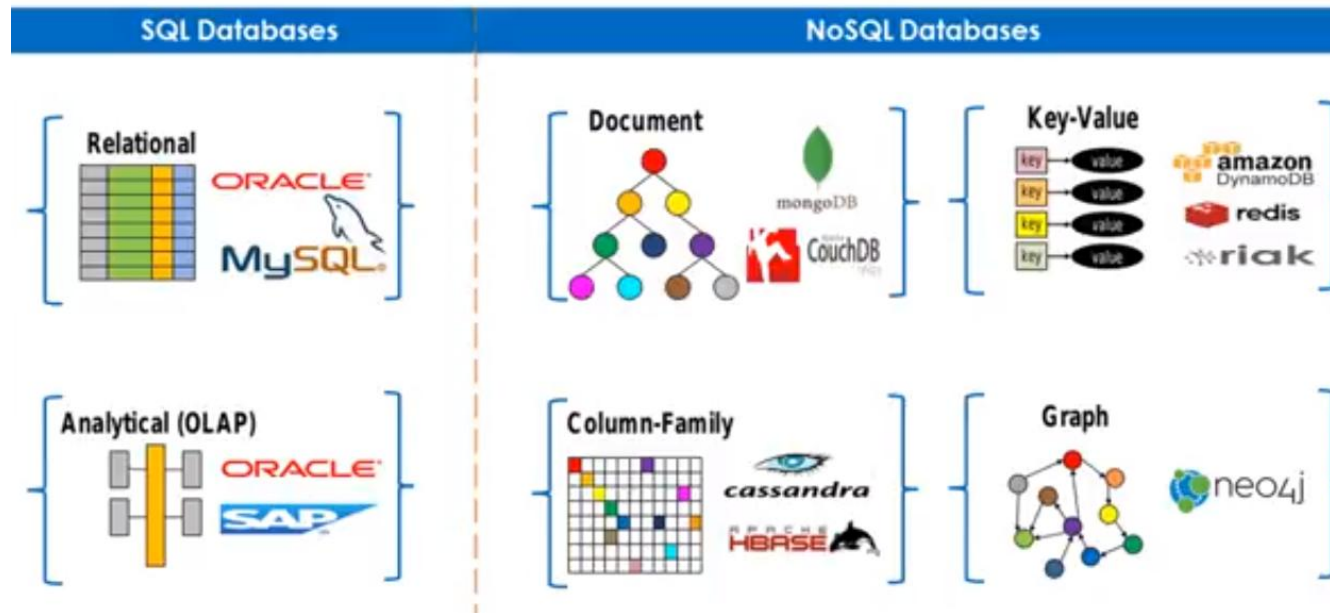 SQL Databases
NoSQL Databases
Relational
ORACLE
MySQL
Document
mongoDB
CouchDB
Key-Value
key value
key value
key value
key value
amazon
DynamoDB
redis
riak
Analytical (OLAP)
ORACLE
SAP
Column-Family
cassandra
APACHE
HBASE
Graph
neo4j